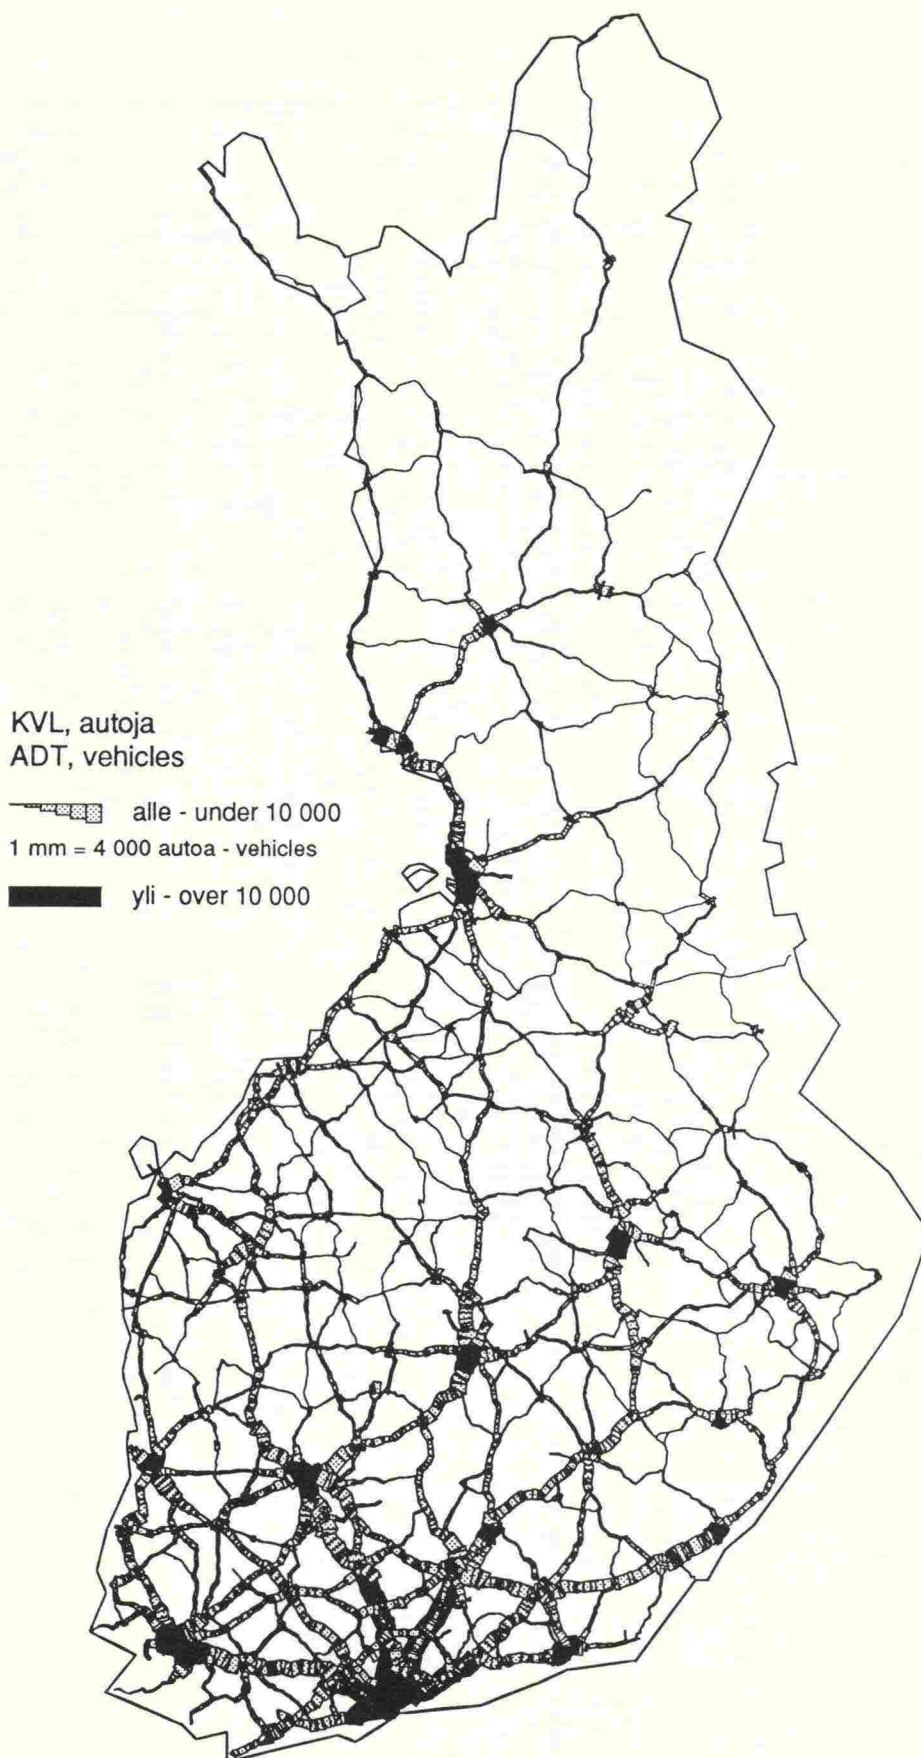 KVL, autoja
ADT, vehicles
alle - under 10 000
1 mm = 4 000 autoa - vehicles
yli - over 10 000